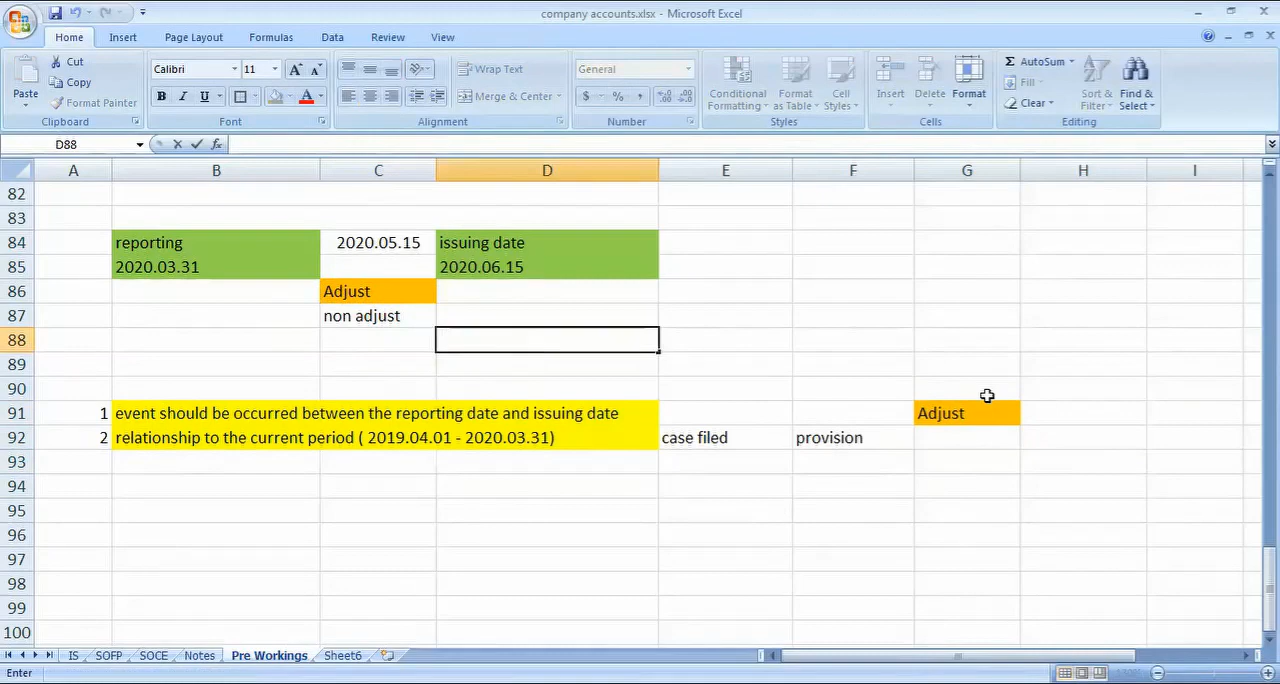 company accounts.xlsx - Microsoft Excel
Home Insert Page Layout Formulas Data Review View
Paste
Cut
Copy
Format Painter
Clipboard
Calibri 11
Font
Wrap Text
Merge & Center
Alignment
General
Number
Conditional Formatting
Format as Table
Cell Styles
Styles
Insert Delete Format
Cells
AutoSum
Fill
Clear
Sort & Filter
Find & Select
Editing
D88
A B C D E F G H I
82
83
84 reporting 2020.05.15 issuing date
85 2020.03.31 2020.06.15
86 Adjust
87 non adjust
88
89
90
91 1 event should be occurred between the reporting date and issuing date Adjust
92 2 relationship to the current period ( 2019.04.01 - 2020.03.31) case filed provision
93
94
95
96
97
98
99
100
IS SOFP SOCE Notes Pre Workings Sheet6
Enter